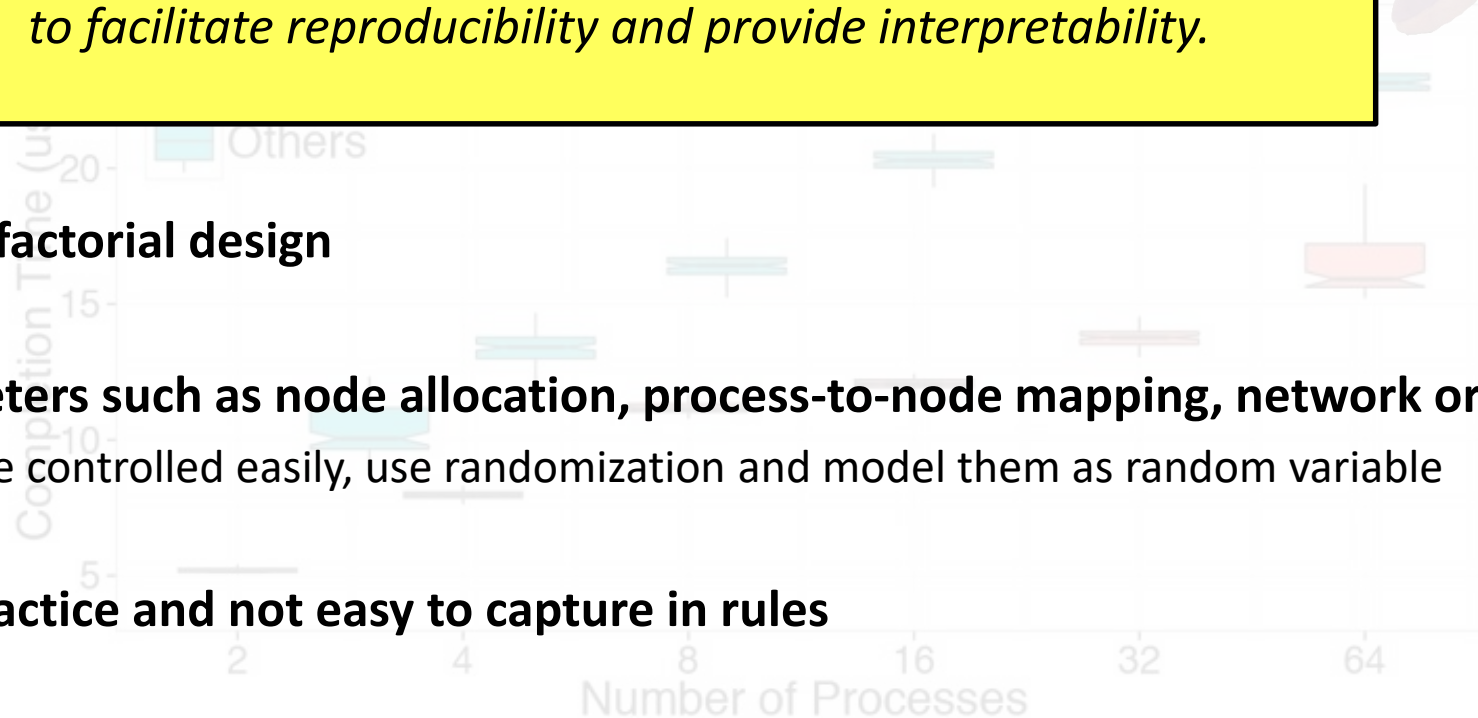 to facilitate reproducibility and provide interpretability.
Others
20
factorial design
15
eters such as node allocation, process-to-node mapping, network or
10
e controlled easily, use randomization and model them as random variable
5
actice and not easy to capture in rules
2 4 8 16 32 64
Number of Processes